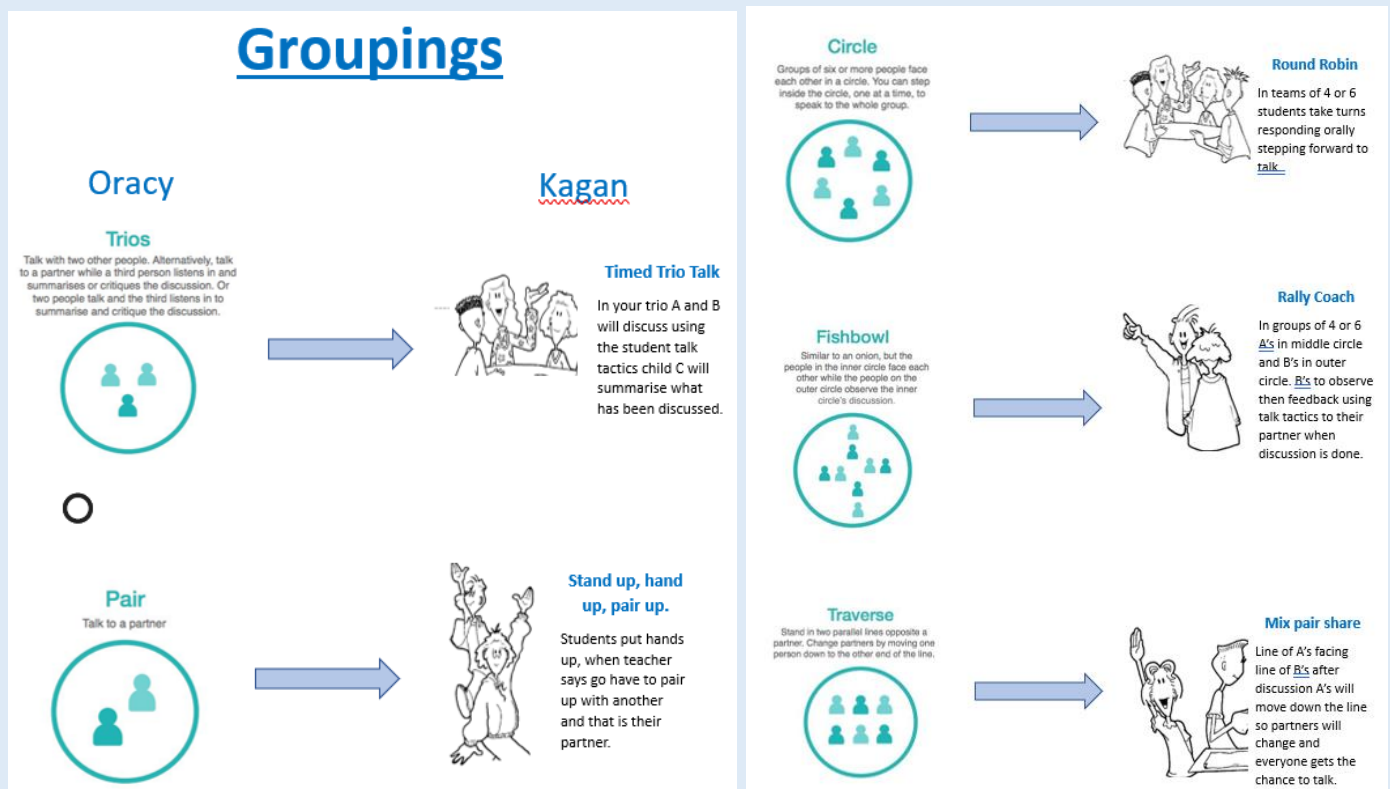 Groupings
Oracy
Kagan
Trios
Talk with two other people. Alternatively, talk
to a partner while a third person listens in and
summarises or critiques the discussion. Or
two people talk and the third listens in to
summarise and critique the discussion.
Timed Trio Talk
In your trio A and B
will discuss using
the student talk
tactics child C will
summarise what
has been discussed.
Pair
Talk to a partner
Stand up, hand
up, pair up.
Students put hands
up, when teacher
says go have to pair
up with another
and that is their
partner.
Circle
Groups of six or more people face
each other in a circle. You can step
inside the circle, one at a time, to
speak to the whole group.
Round Robin
In teams of 4 or 6
students take turns
responding orally
stepping forward to
talk
Fishbowl
Similar to an onion, but the
people in the inner circle face each
other while the people on the
outer circle observe the inner
circle's discussion.
Rally Coach
In groups of 4 or 6
A's in middle circle
and B's in outer
circle. B's to observe
then feedback using
talk tactics to their
partner when
discussion is done.
Traverse
Stand in two parallel lines opposite a
partner. Change partners by moving one
person down to the other end of the line.
Mix pair share
Line of A's facing
line of B's after
discussion A's will
move down the line
so partners will
change and
everyone gets the
chance to talk.